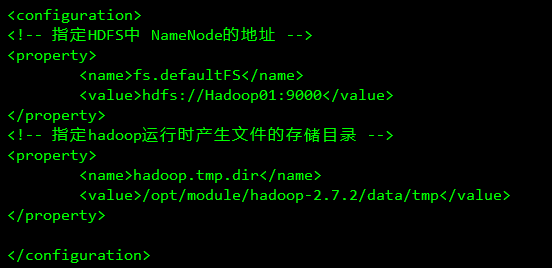 <configuration>
<!-- 指定HDFS中 NameNode的地址 -->
<property>
        <name>fs.defaultFS</name>
        <value>hdfs://Hadoop01:9000</value>
</property>
<!-- 指定hadoop运行时产生文件的存储目录 -->
<property>
        <name>hadoop.tmp.dir</name>
        <value>/opt/module/hadoop-2.7.2/data/tmp</value>
</property>
</configuration>